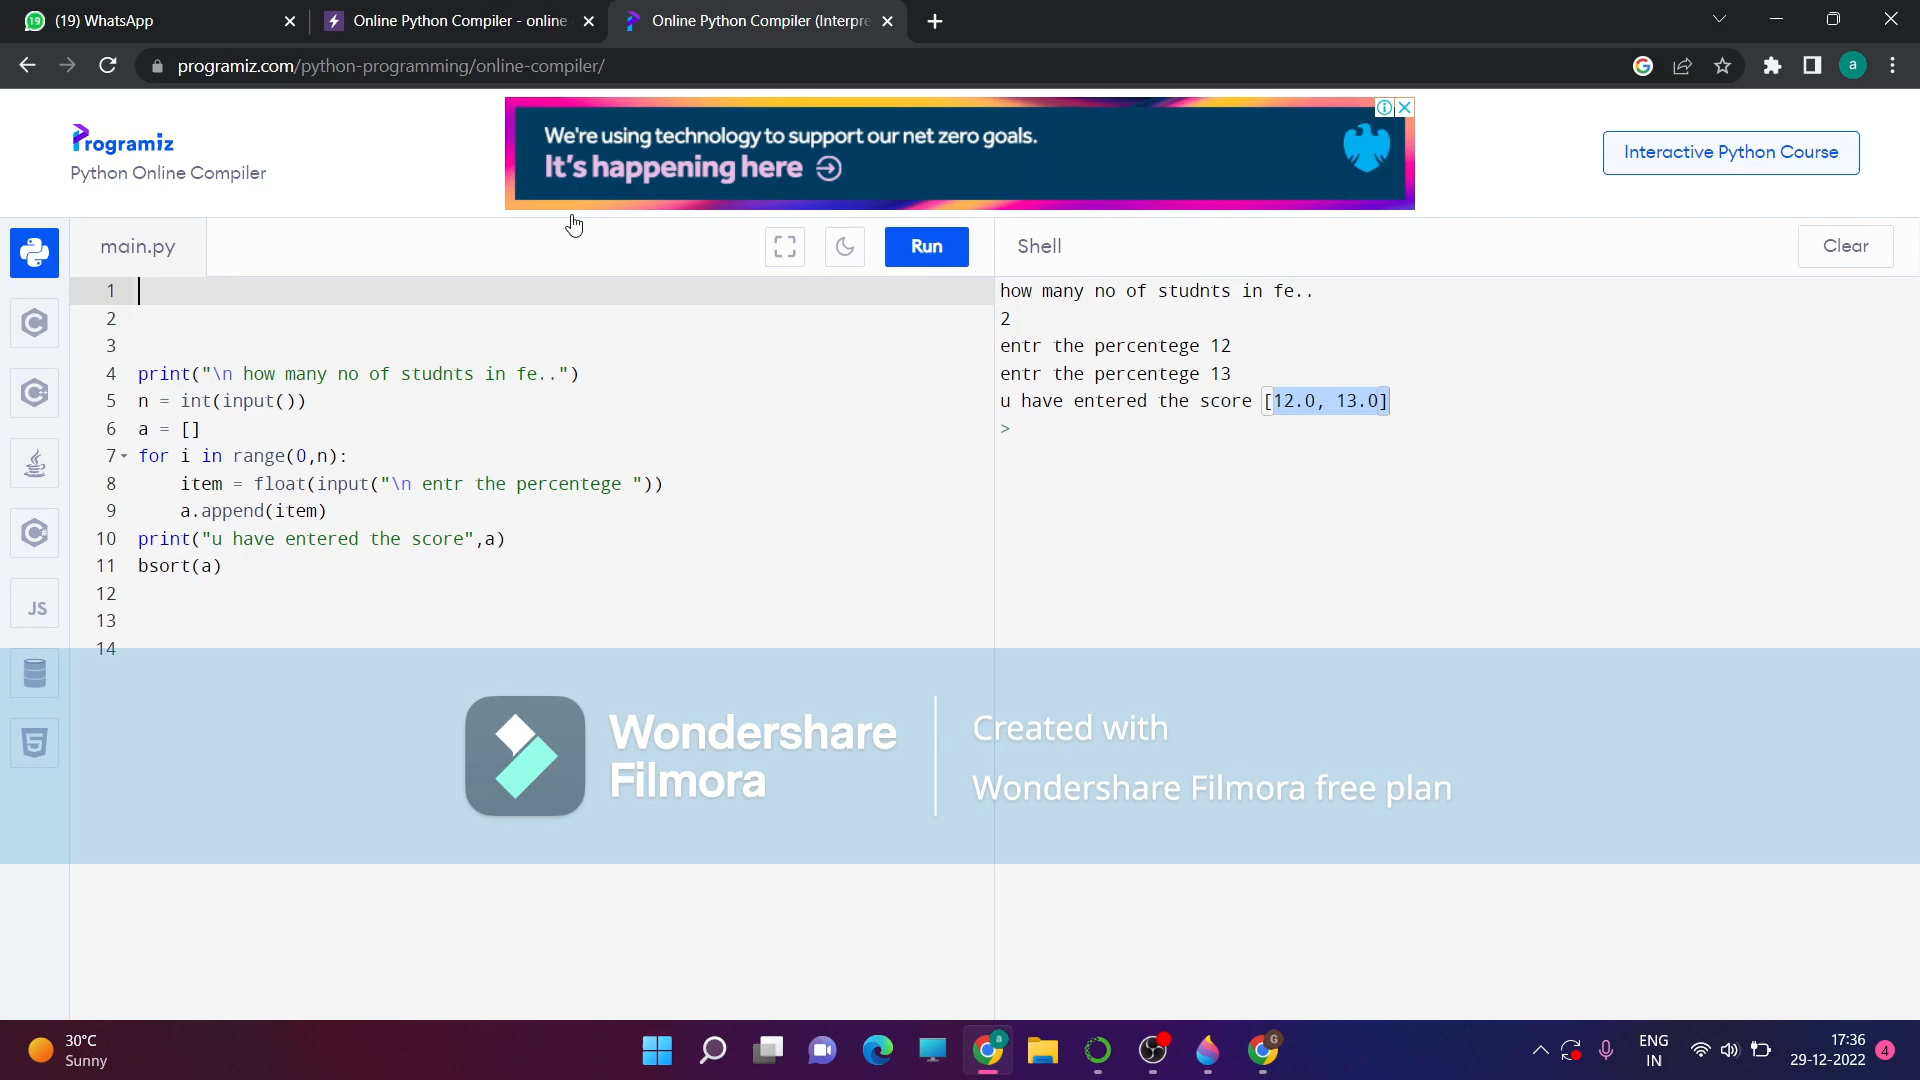 (19) WhatsApp
Online Python Compiler - online
Online Python Compiler (Interpre
programiz.com/python-programming/online-compiler/
a
We're using technology to support our net zero goals.
It's happening here
Programiz
Python Online Compiler
Interactive Python Course
main.py
Run
Shell
Clear
1
2
3
4 print("\n how many no of studnts in fe..")
5 n = int(input())
6 a = []
7 for i in range(0,n):
8 item = float(input("\n entr the percentege "))
9 a.append(item)
10 print("u have entered the score",a)
11 bsort(a)
12
13
14
how many no of studnts in fe..
2
entr the percentege 12
entr the percentege 13
u have entered the score [12.0, 13.0]
>
JS
Wondershare
Filmora
Created with
Wondershare Filmora free plan
30°C
Sunny
ENG
IN
17:36
29-12-2022
4